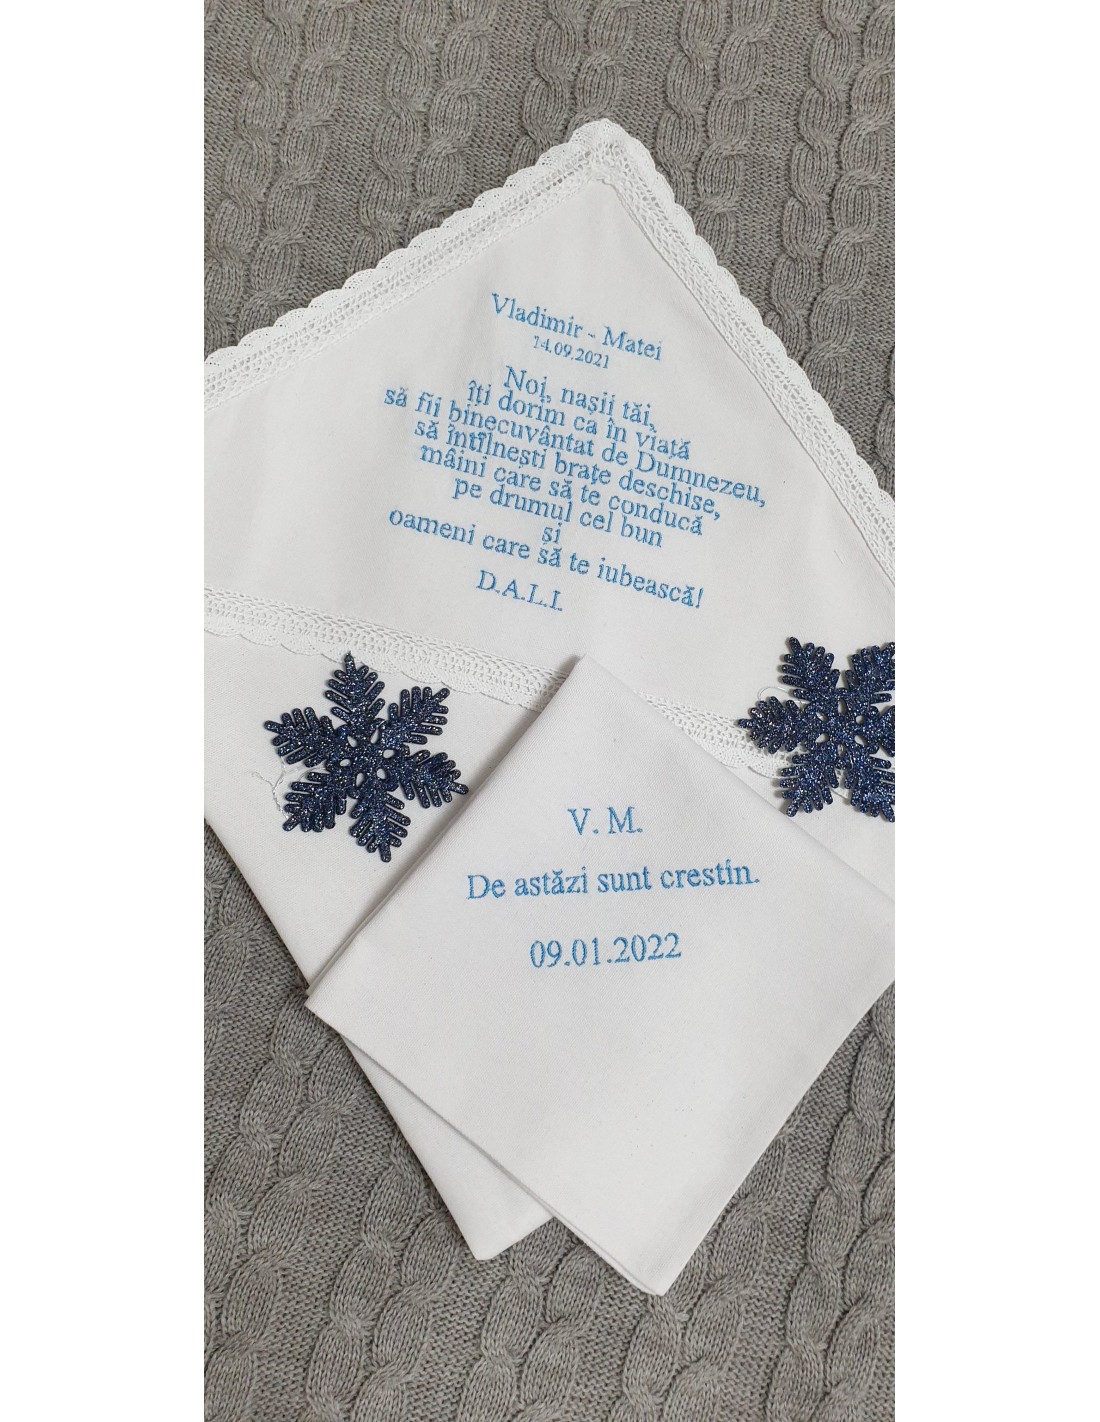 Vladimir - Matei
14.09.2021
Noi, nașii tăi,
îți dorim ca în viață
să fii binecuvântat de Dumnezeu,
să întîlnești brațe deschise,
mâini care să te conducă
pe drumul cel bun
și
oameni care să te iubească!
D.A.L.I.
V. M.
De astăzi sunt crestin.
09.01.2022